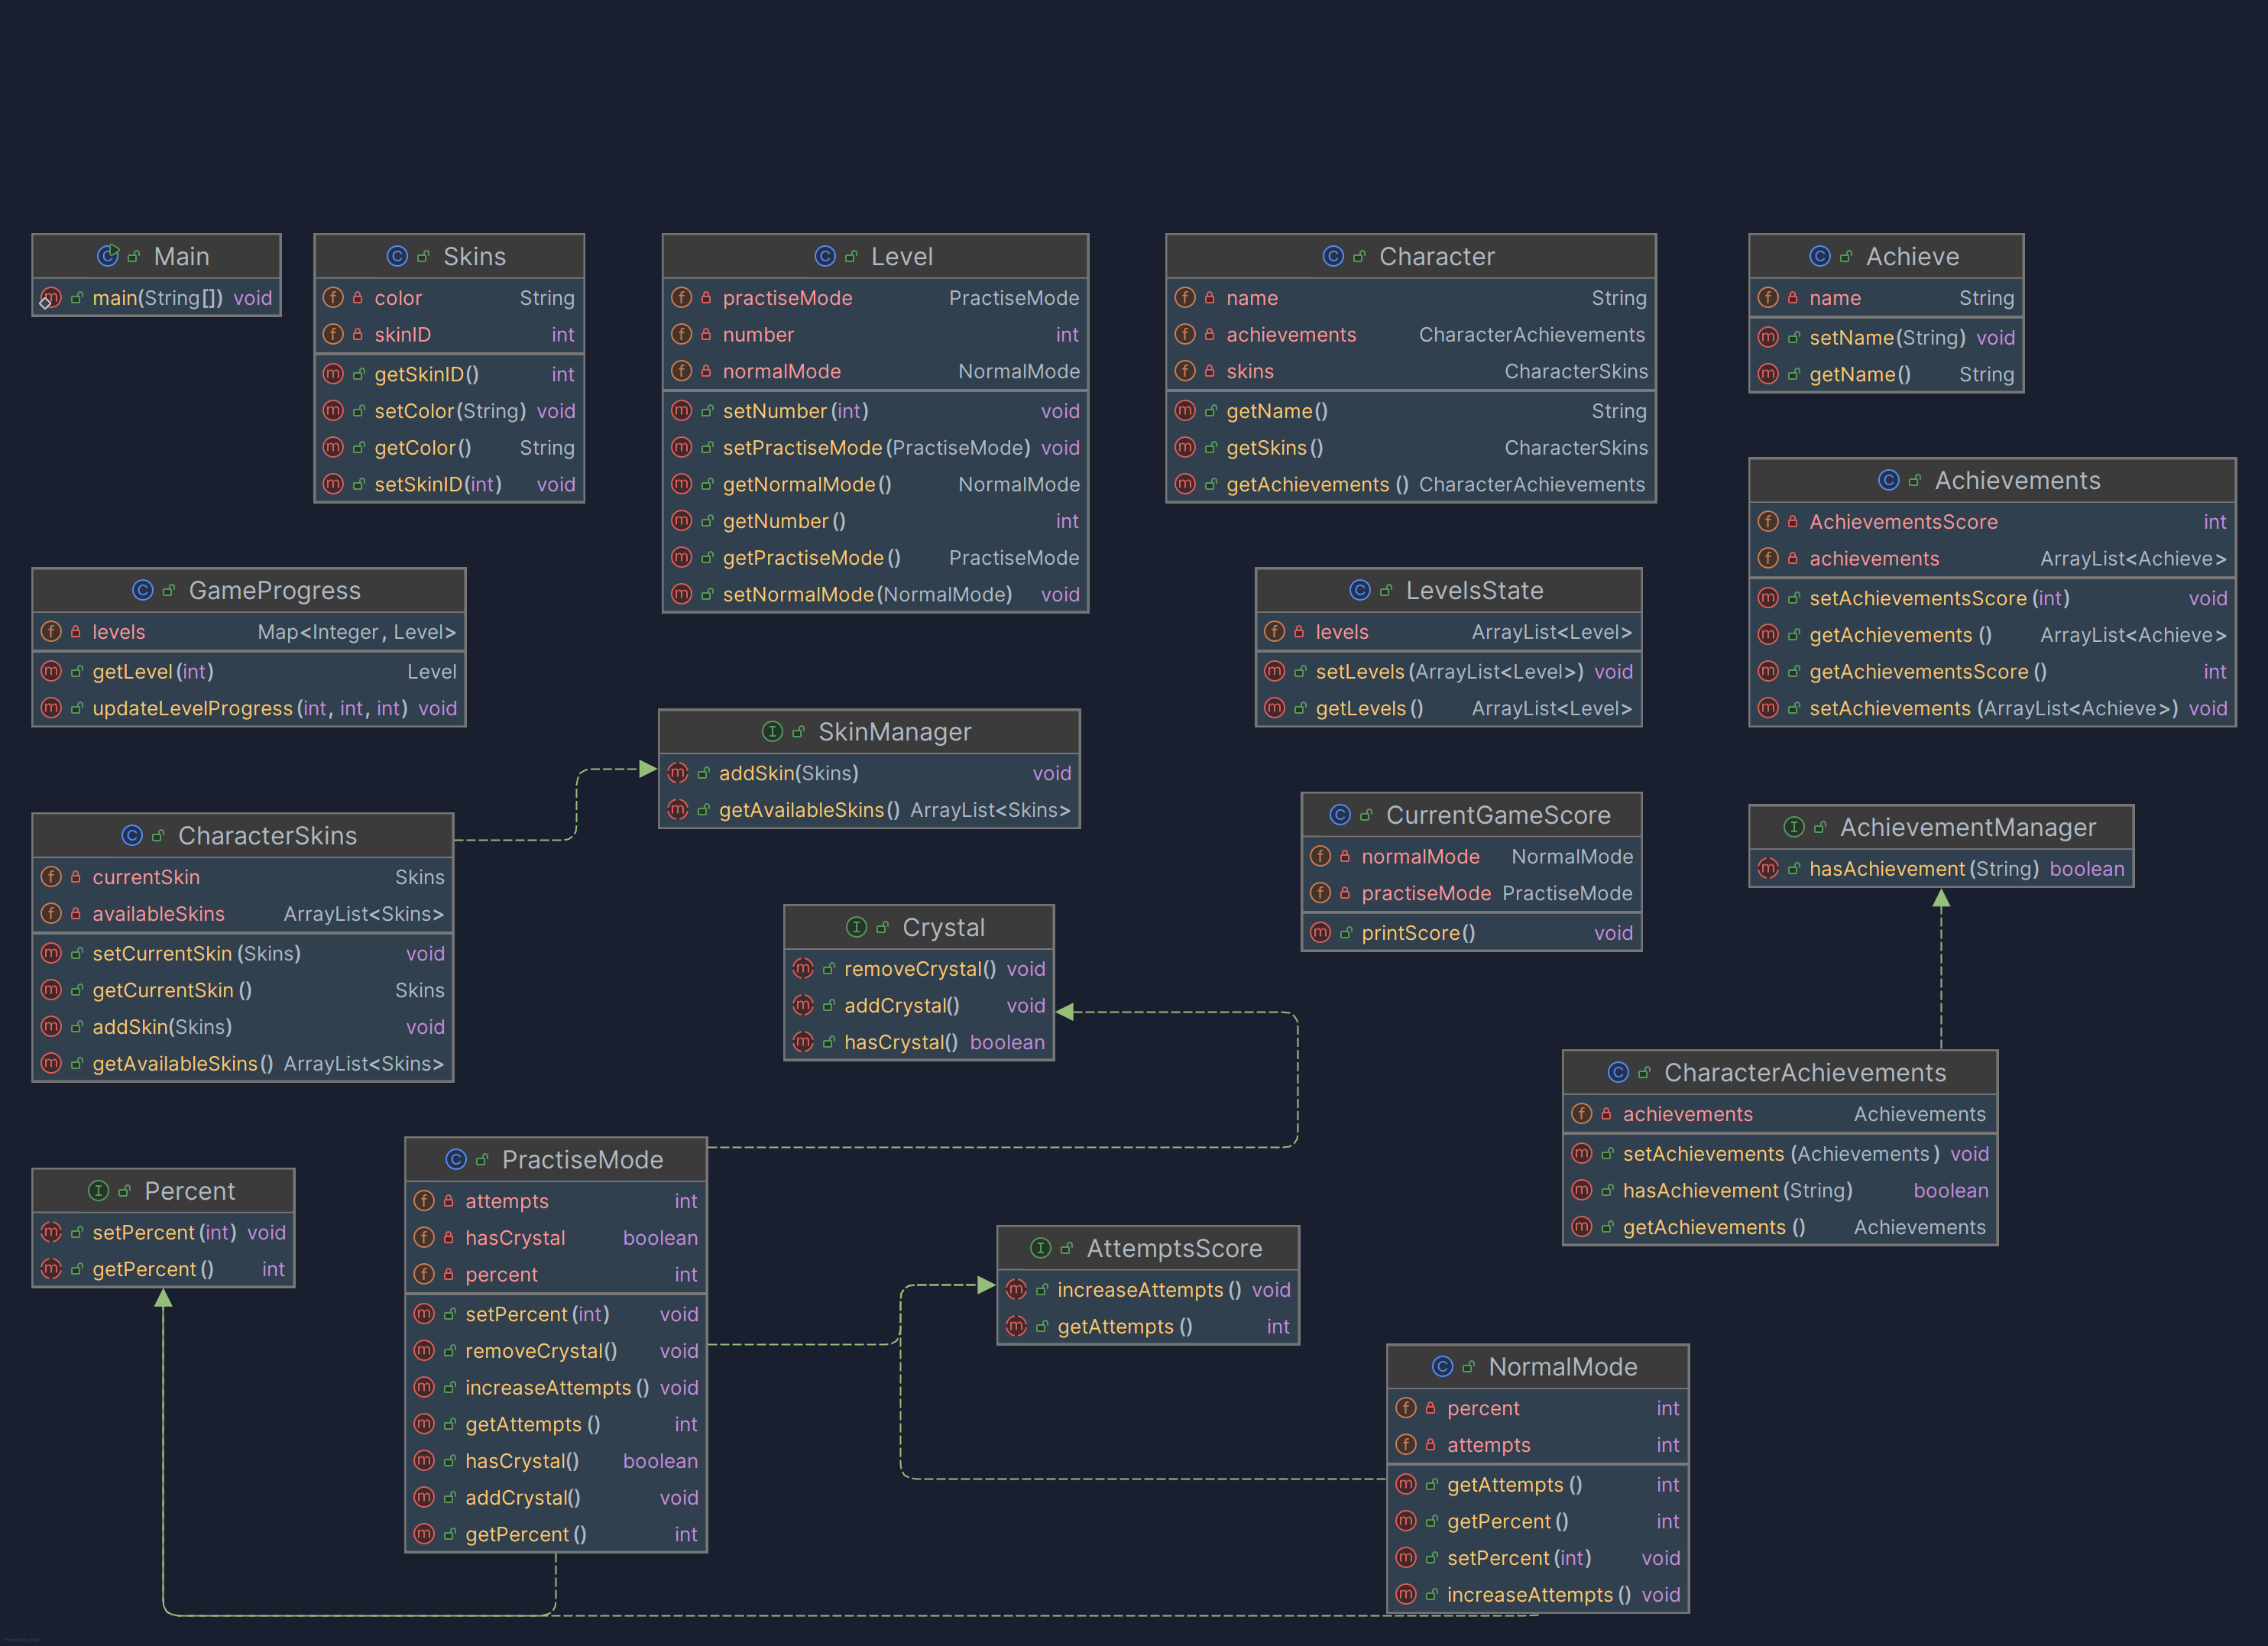 Main
main(String[]) void
Skins
color String
skinID int
getSkinID() int
setColor(String) void
getColor() String
setSkinID(int) void
Level
practiseMode PractiseMode
number int
normalMode NormalMode
setNumber(int) void
setPractiseMode(PractiseMode) void
getNormalMode() NormalMode
getNumber() int
getPractiseMode() PractiseMode
setNormalMode(NormalMode) void
Character
name String
achievements CharacterAchievements
skins CharacterSkins
getName() String
getSkins() CharacterSkins
getAchievements() CharacterAchievements
Achieve
name String
setName(String) void
getName() String
Achievements
AchievementsScore int
achievements ArrayList<Achieve>
setAchievementsScore(int) void
getAchievements() ArrayList<Achieve>
getAchievementsScore() int
setAchievements(ArrayList<Achieve>) void
GameProgress
levels Map<Integer, Level>
getLevel(int) Level
updateLevelProgress(int, int, int) void
LevelsState
levels ArrayList<Level>
setLevels(ArrayList<Level>) void
getLevels() ArrayList<Level>
SkinManager
addSkin(Skins) void
getAvailableSkins() ArrayList<Skins>
CharacterSkins
currentSkin Skins
availableSkins ArrayList<Skins>
setCurrentSkin(Skins) void
getCurrentSkin() Skins
addSkin(Skins) void
getAvailableSkins() ArrayList<Skins>
CurrentGameScore
normalMode NormalMode
practiseMode PractiseMode
printScore() void
AchievementManager
hasAchievement(String) boolean
Crystal
removeCrystal() void
addCrystal() void
hasCrystal() boolean
CharacterAchievements
achievements Achievements
setAchievements(Achievements) void
hasAchievement(String) boolean
getAchievements() Achievements
Percent
setPercent(int) void
getPercent() int
PractiseMode
attempts int
hasCrystal boolean
percent int
setPercent(int) void
removeCrystal() void
increaseAttempts() void
getAttempts() int
hasCrystal() boolean
addCrystal() void
getPercent() int
AttemptsScore
increaseAttempts() void
getAttempts() int
NormalMode
percent int
attempts int
getAttempts() int
getPercent() int
setPercent(int) void
increaseAttempts() void